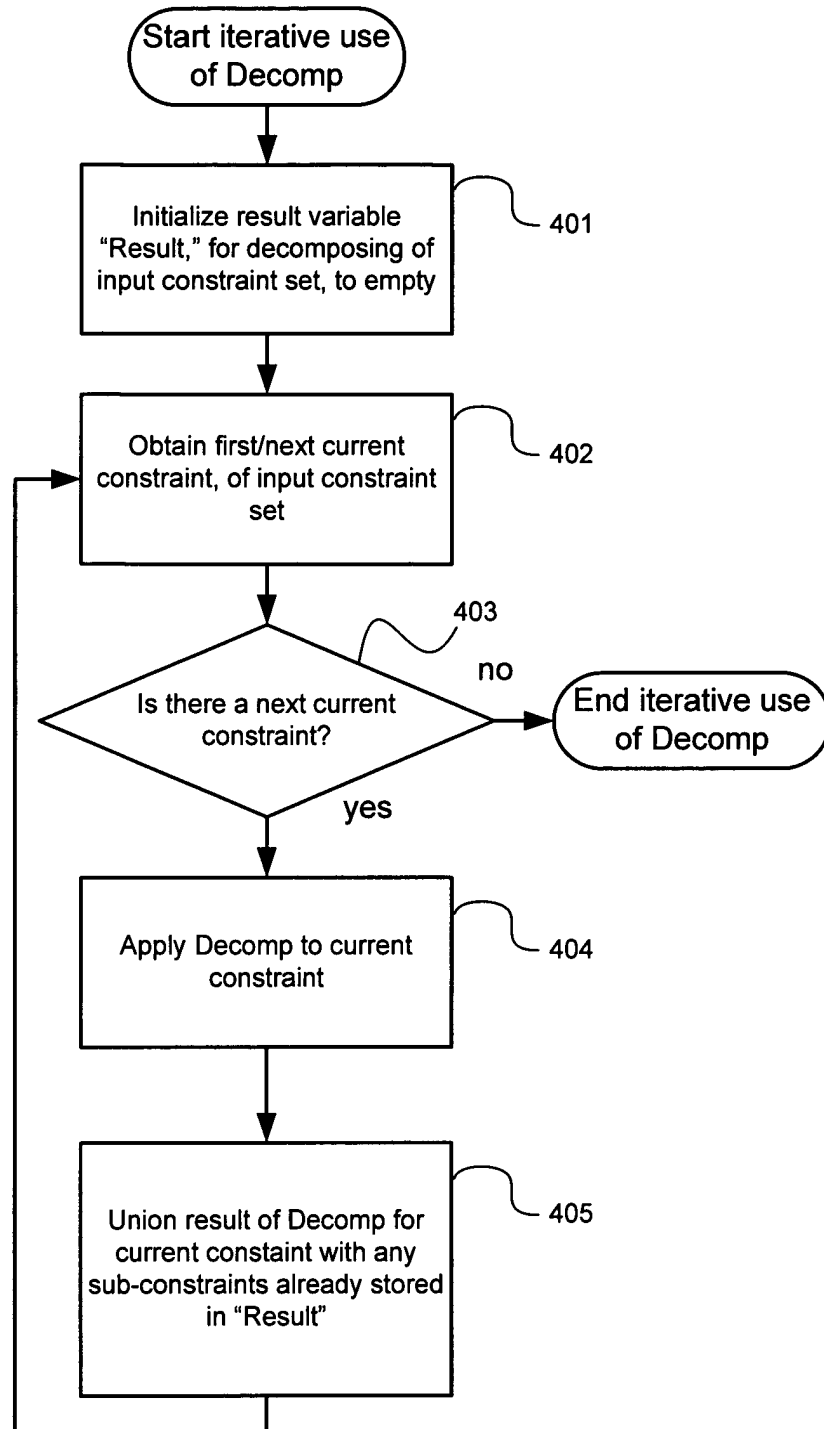 Start iterative use
of Decomp
Initialize result variable
“Result,” for decomposing of
input constraint set, to empty
401
Obtain first/next current
constraint, of input constraint
set
402
403
Is there a next current
constraint?
no
End iterative use
of Decomp
yes
Apply Decomp to current
constraint
404
Union result of Decomp for
current constaint with any
sub-constraints already stored
in “Result”
405